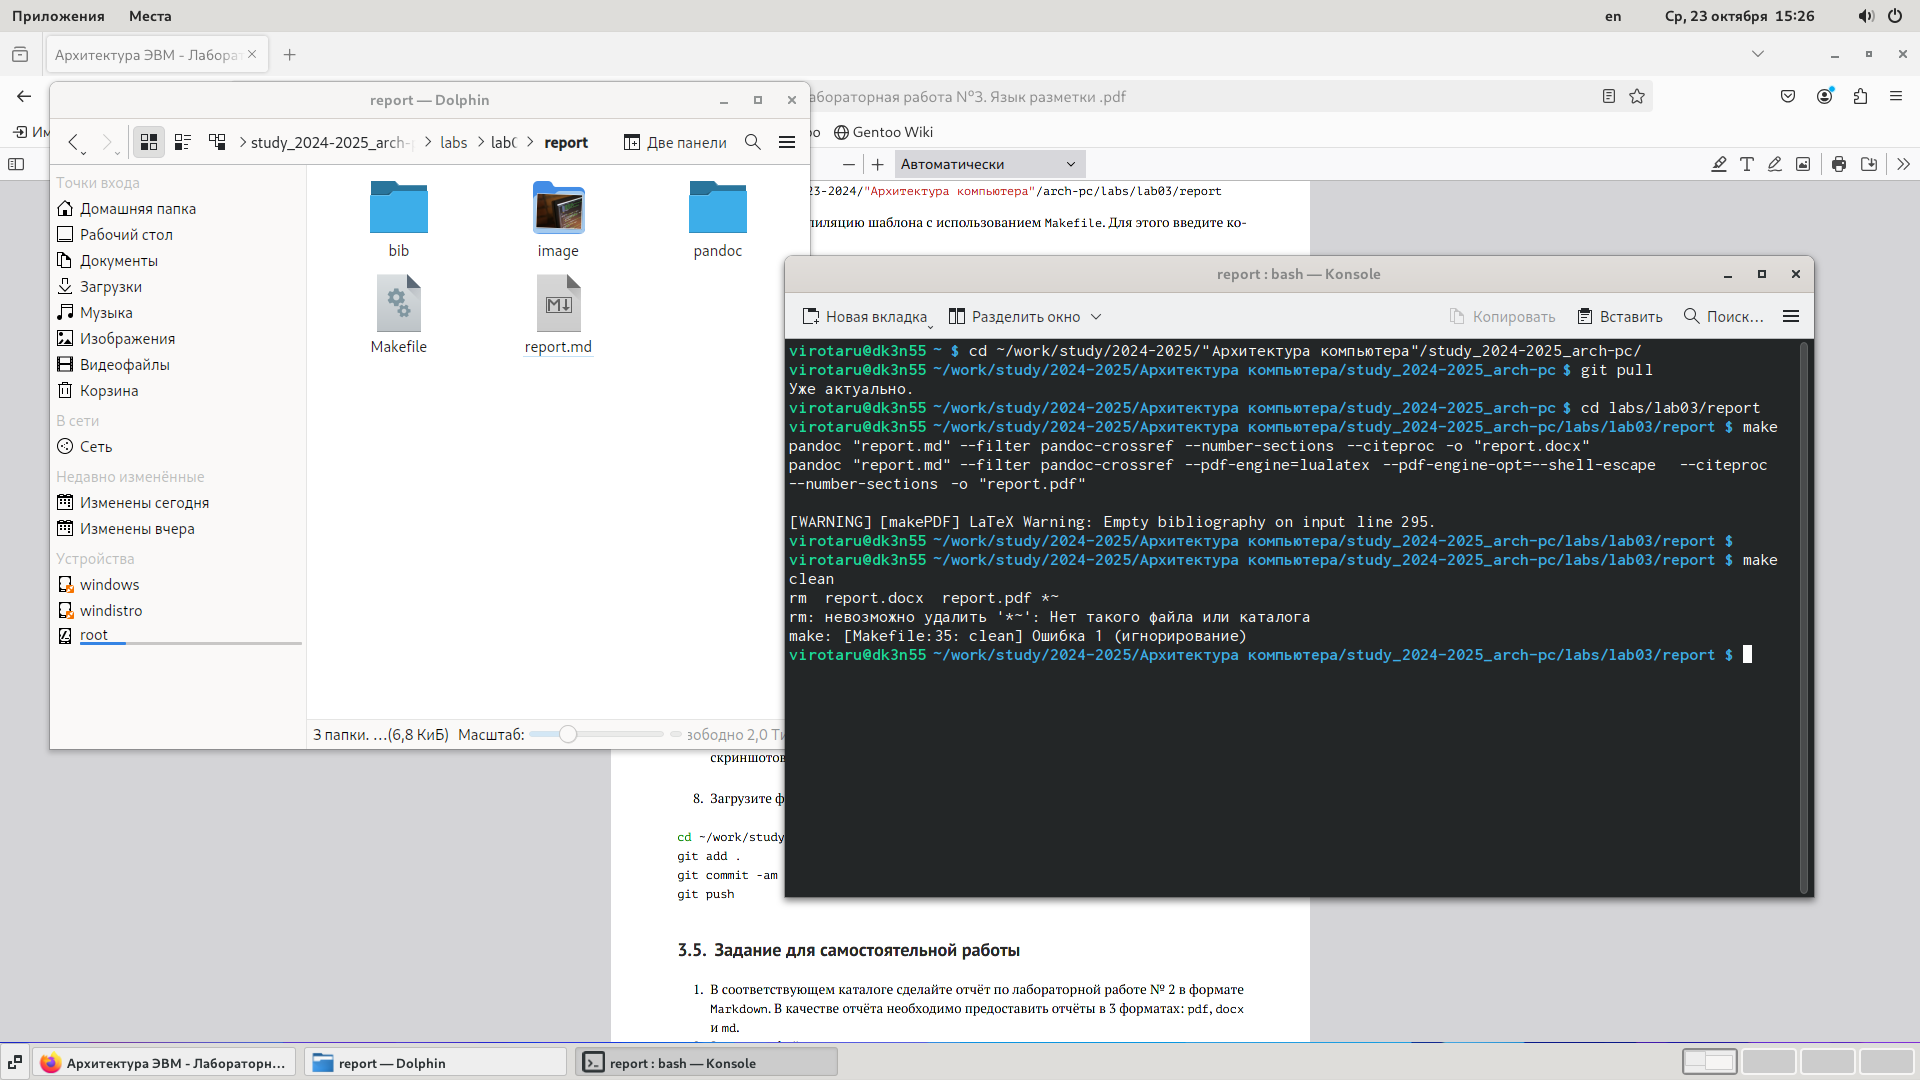 Приложения Места
en Ср, 23 октября 15:26
Архитектура ЭВМ - Лабора
абораторная работа №3. Язык разметки .pdf
Gentoo Wiki
Автоматически
report — Dolphin
study_2024-2025_arch- labs lab report Две панели
Точки входа
Домашняя папка
Рабочий стол
Документы
Загрузки
Музыка
Изображения
Видеофайлы
Корзина
В сети
Сеть
Недавно изменённые
Изменены сегодня
Изменены вчера
Устройства
windows
windistro
root
bib image pandoc
Makefile report.md
3 папки. …(6,8 КиБ) Масштаб: зободно 2,0 Ти
23-2024/"Архитектура компьютера"/arch-pc/labs/lab03/report
пиляцию шаблона с использованием Makefile. Для этого введите ко-
report : bash — Konsole
Новая вкладка Разделить окно Копировать Вставить Поиск...
virotaru@dk3n55 ~ $ cd ~/work/study/2024-2025/"Архитектура компьютера"/study_2024-2025_arch-pc/
virotaru@dk3n55 ~/work/study/2024-2025/Архитектура компьютера/study_2024-2025_arch-pc $ git pull
Уже актуально.
virotaru@dk3n55 ~/work/study/2024-2025/Архитектура компьютера/study_2024-2025_arch-pc $ cd labs/lab03/report
virotaru@dk3n55 ~/work/study/2024-2025/Архитектура компьютера/study_2024-2025_arch-pc/labs/lab03/report $ make
pandoc "report.md" --filter pandoc-crossref --number-sections --citeproc -o "report.docx"
pandoc "report.md" --filter pandoc-crossref --pdf-engine=lualatex --pdf-engine-opt=--shell-escape --citeproc
--number-sections -o "report.pdf"
[WARNING] [makePDF] LaTeX Warning: Empty bibliography on input line 295.
virotaru@dk3n55 ~/work/study/2024-2025/Архитектура компьютера/study_2024-2025_arch-pc/labs/lab03/report $
virotaru@dk3n55 ~/work/study/2024-2025/Архитектура компьютера/study_2024-2025_arch-pc/labs/lab03/report $ make
clean
rm report.docx report.pdf *~
rm: невозможно удалить '*~': Нет такого файла или каталога
make: [Makefile:35: clean] Ошибка 1 (игнорирование)
virotaru@dk3n55 ~/work/study/2024-2025/Архитектура компьютера/study_2024-2025_arch-pc/labs/lab03/report $
скриншотов
8. Загрузите ф
cd ~/work/study
git add .
git commit -am
git push
3.5. Задание для самостоятельной работы
1. В соответствующем каталоге сделайте отчёт по лабораторной работе № 2 в формате
Markdown. В качестве отчёта необходимо предоставить отчёты в 3 форматах: pdf, docx
и md.
Архитектура ЭВМ - Лабораторн... report — Dolphin report : bash — Konsole